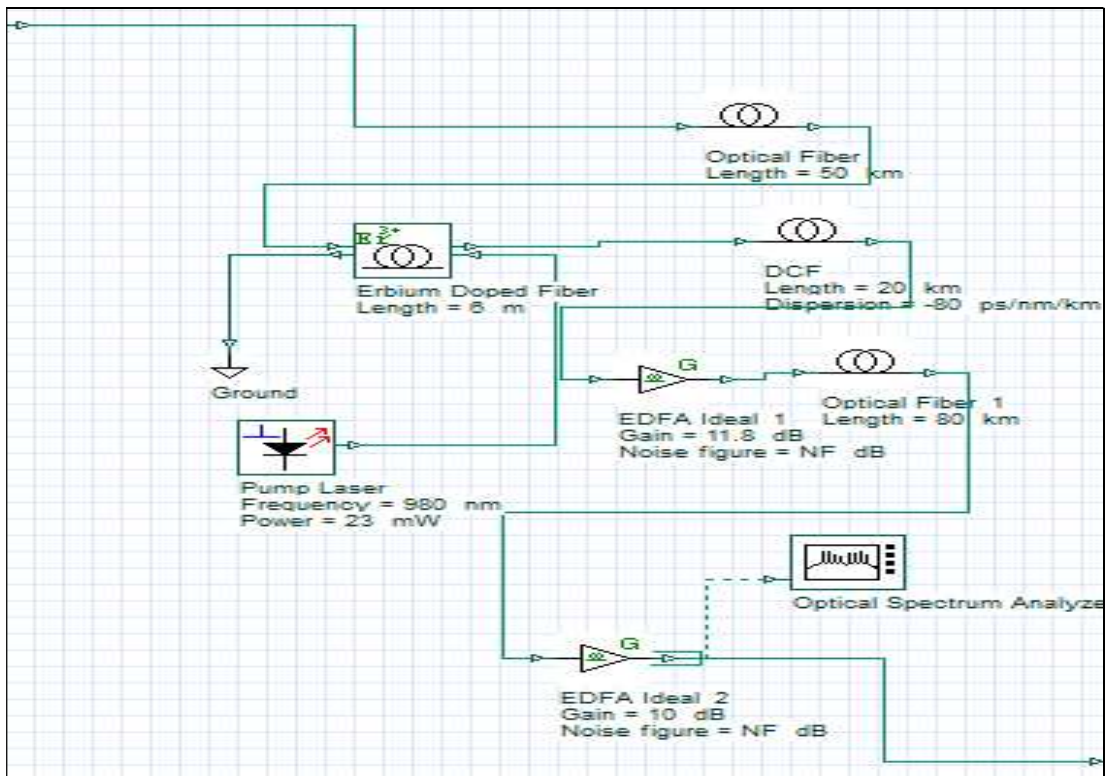 Optical Fiber
Length = 50 km
Er 3+
Erbium Doped Fiber
Length = 6 m
DCF
Length = 20 km
Dispersion = -80 ps/nm/km
Ground
G
EDFA Ideal 1
Gain = 11.8 dB
Noise figure = NF dB
Optical Fiber 1
Length = 80 km
Pump Laser
Frequency = 980 nm
Power = 23 mW
Optical Spectrum Analyze
G
EDFA Ideal 2
Gain = 10 dB
Noise figure = NF dB